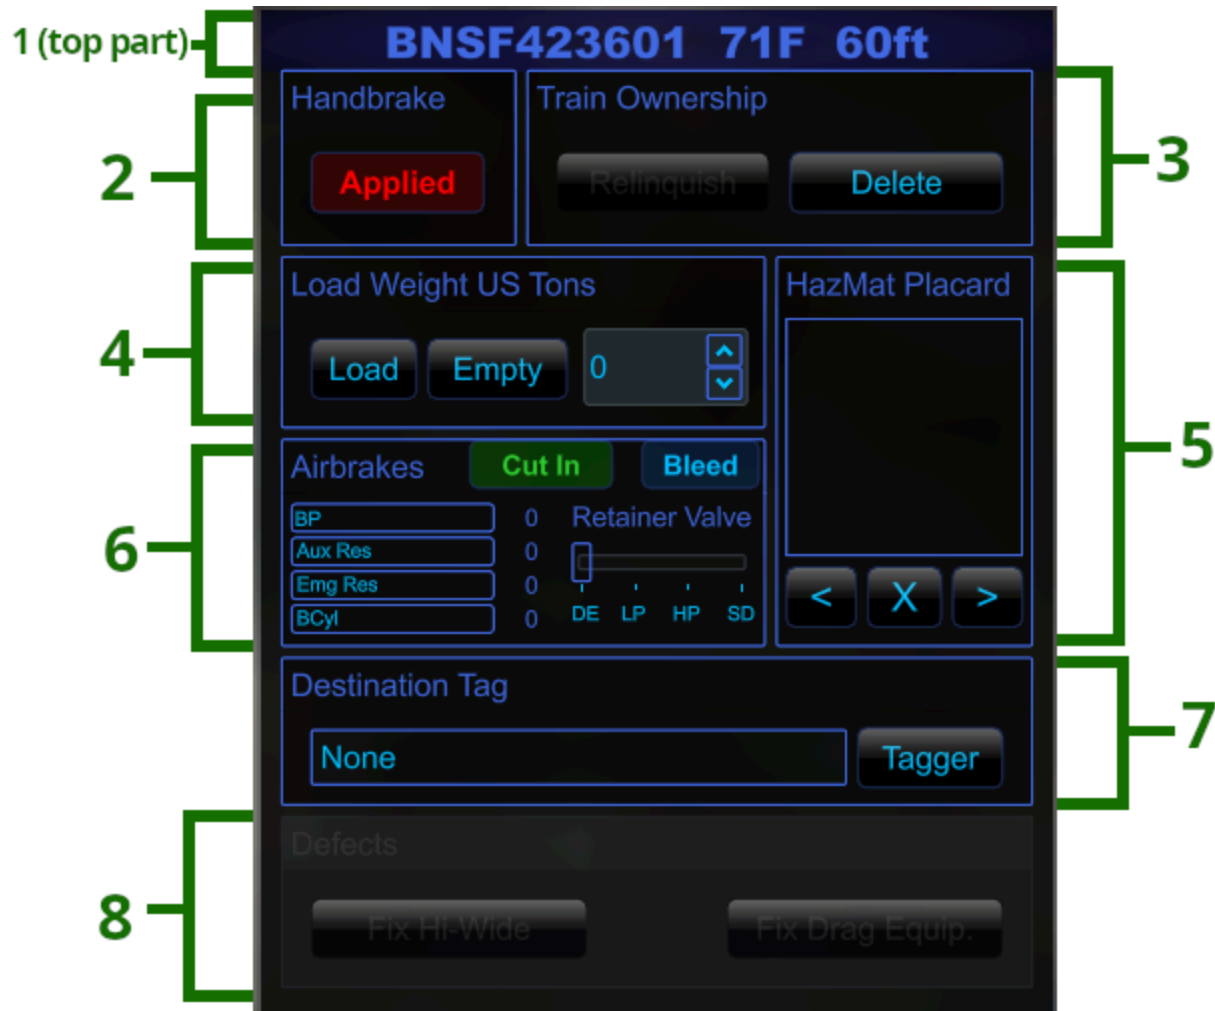 1 (top part)
BNSF423601 71F 60ft
2
Handbrake
Applied
Train Ownership
Relinquish Delete
3
4
Load Weight US Tons
Load Empty 0
HazMat Placard
< X >
5
6
Airbrakes Cut In Bleed
BP 0
Aux Res 0
Emg Res 0
BCyl 0
Retainer Valve
DE LP HP SD
Destination Tag
None Tagger
7
8
Defects
Fix Hi-Wide Fix Drag Equip.